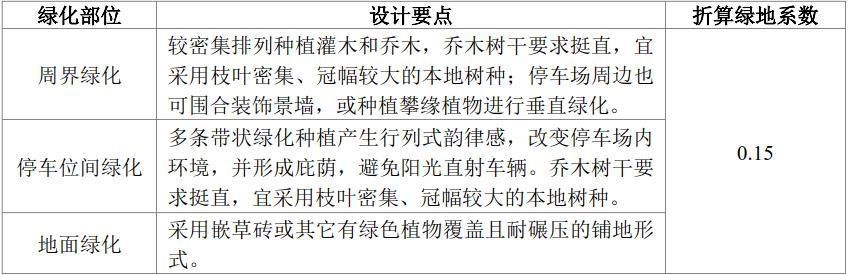 绿化部位 设计要点 折算绿地系数
周界绿化
较密集排列种植灌木和乔木，乔木树干要求挺直，宜
采用枝叶密集、冠幅较大的本地树种；停车场周边也
可围合装饰景墙，或种植攀缘植物进行垂直绿化。
停车位间绿化
多条带状绿化种植产生行列式韵律感，改变停车场内
环境，并形成庇荫，避免阳光直射车辆。乔木树干要
求挺直，宜采用枝叶密集、冠幅较大的本地树种。
地面绿化
采用嵌草砖或其它有绿色植物覆盖且耐碾压的铺地形
式。
0.15